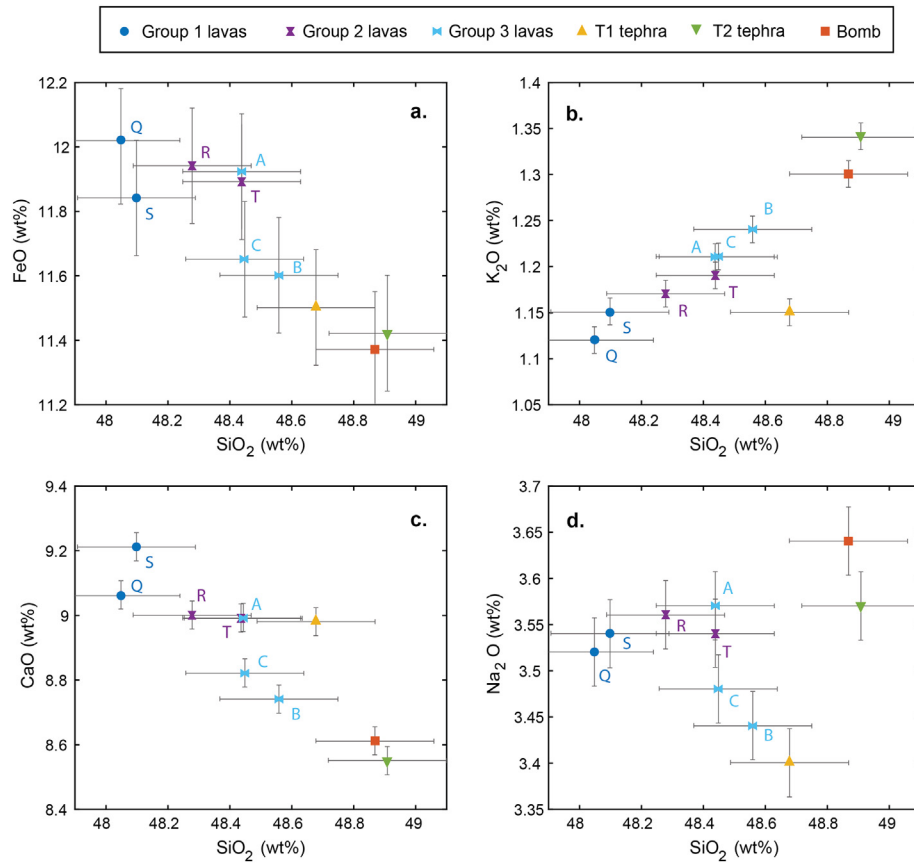 Group 1 lavas Group 2 lavas Group 3 lavas T1 tephra T2 tephra Bomb
a.
12.2
12
11.8
11.6
11.4
11.2
FeO (wt%)
Q
R
A
S
T
C
B
48 48.2 48.4 48.6 48.8 49
SiO2 (wt%)
b.
1.4
1.35
1.3
1.25
1.2
1.15
1.1
1.05
K2O (wt%)
B
A C
T
R
S
Q
48 48.2 48.4 48.6 48.8 49
SiO2 (wt%)
c.
9.4
9.2
9
8.8
8.6
8.4
CaO (wt%)
S
Q
R
A
T
C
B
48 48.2 48.4 48.6 48.8 49
SiO2 (wt%)
d.
3.7
3.65
3.6
3.55
3.5
3.45
3.4
3.35
Na2 O (wt%)
A
R
S
T
Q
C
B
48 48.2 48.4 48.6 48.8 49
SiO2 (wt%)